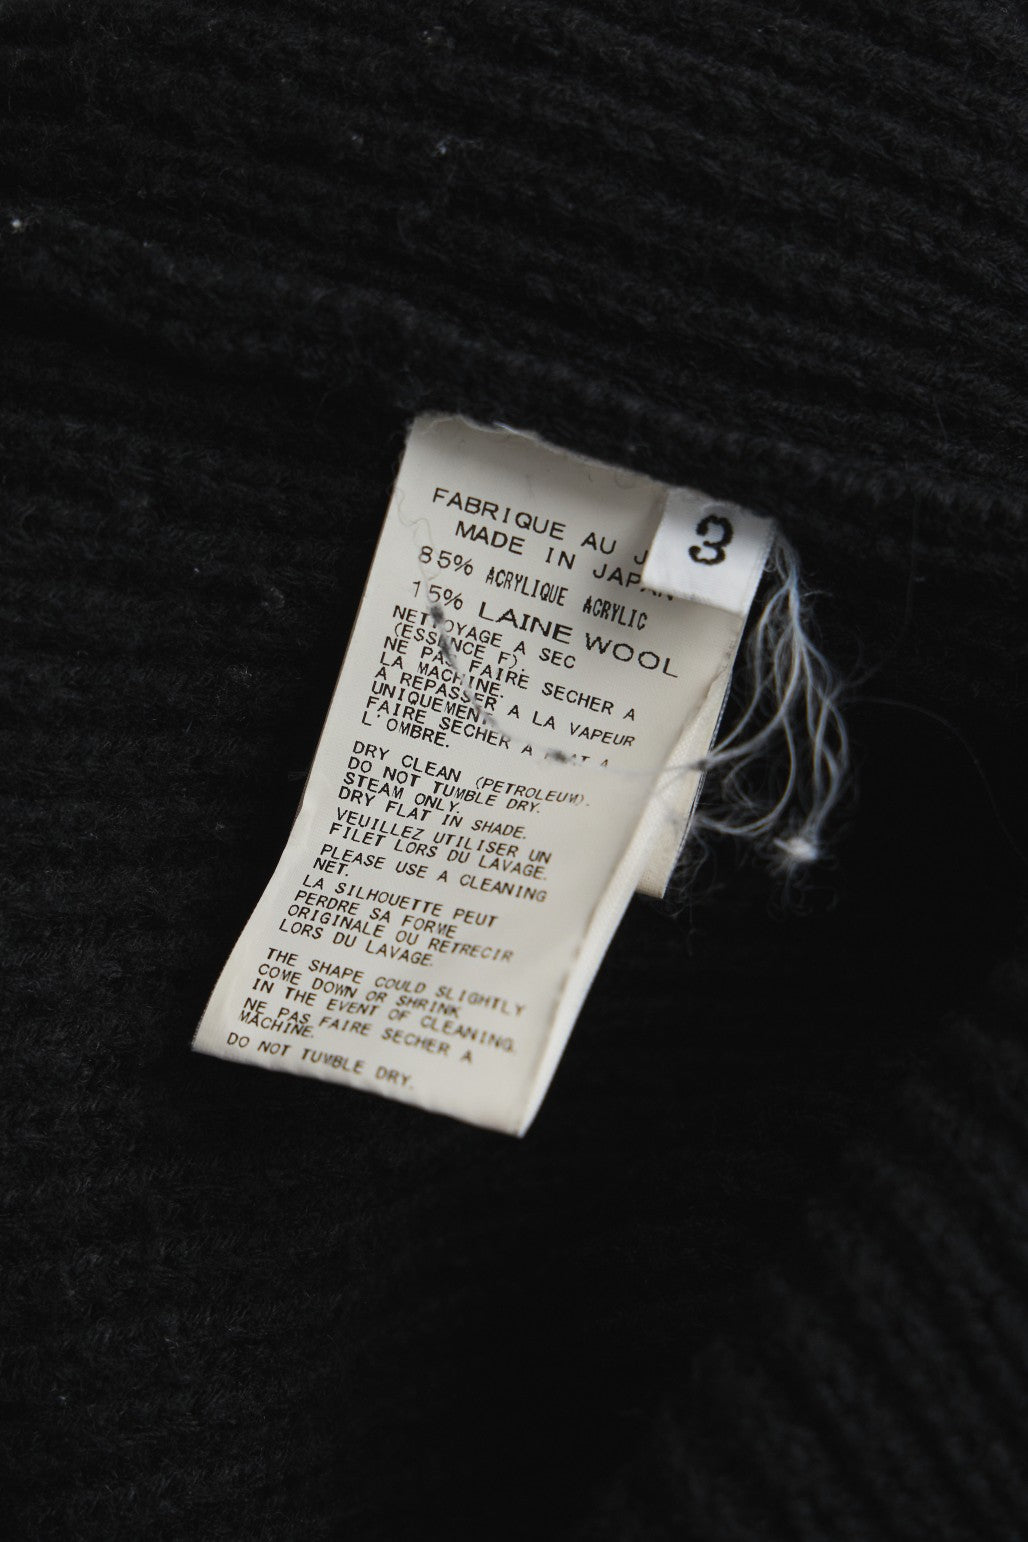 FABRIQUE AU J
3
MADE IN JAPAN
85% ACRYLIQUE ACRYLIC
15% LAINE WOOL
NETTOYAGE A SEC
(ESSENCE F).
NE PAS FAIRE SECHER A
LA MACHINE.
A REPASSER A LA VAPEUR
UNIQUEMENT.
FAIRE SECHER A PLAT A
L'OMBRE.
DRY CLEAN (PETROLEUM).
DO NOT TUMBLE DRY.
STEAM ONLY.
DRY FLAT IN SHADE.
VEUILLEZ UTILISER UN
FILET LORS DU LAVAGE.
PLEASE USE A CLEANING
NET.
LA SILHOUETTE PEUT
PERDRE SA FORME
ORIGINALE OU RETRECIR
LORS DU LAVAGE.
THE SHAPE COULD SLIGHTLY
COME DOWN OR SHRINK
IN THE EVENT OF CLEANING.
NE PAS FAIRE SECHER A
MACHINE.
DO NOT TUMBLE DRY.